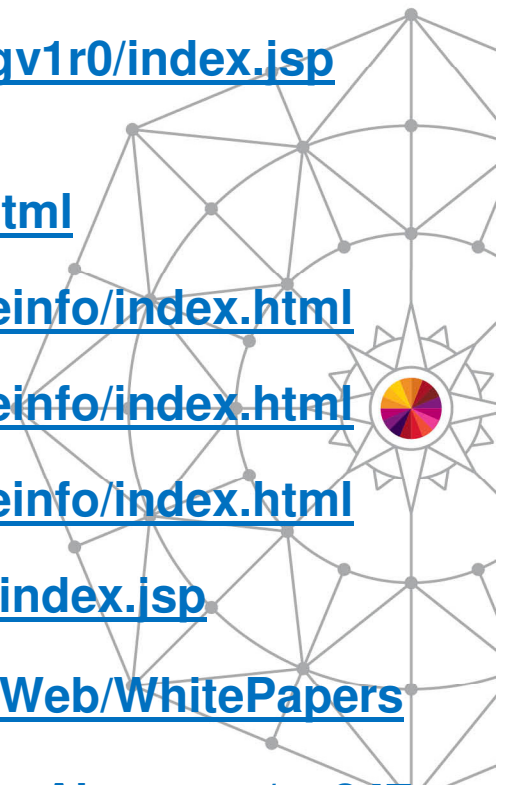 gv1r0/index.jsp
tml
einfo/index.html
einfo/index.html
einfo/index.html
index.jsp
Web/WhitePapers